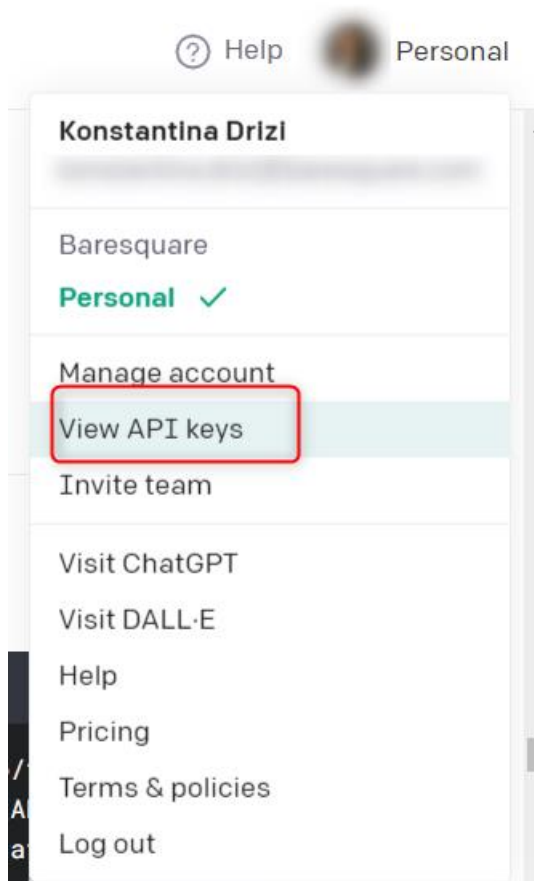 Help
Personal
Konstantina Drizi
Baresquare
Personal
Manage account
View API keys
Invite team
Visit ChatGPT
Visit DALL·E
Help
Pricing
Terms & policies
Log out